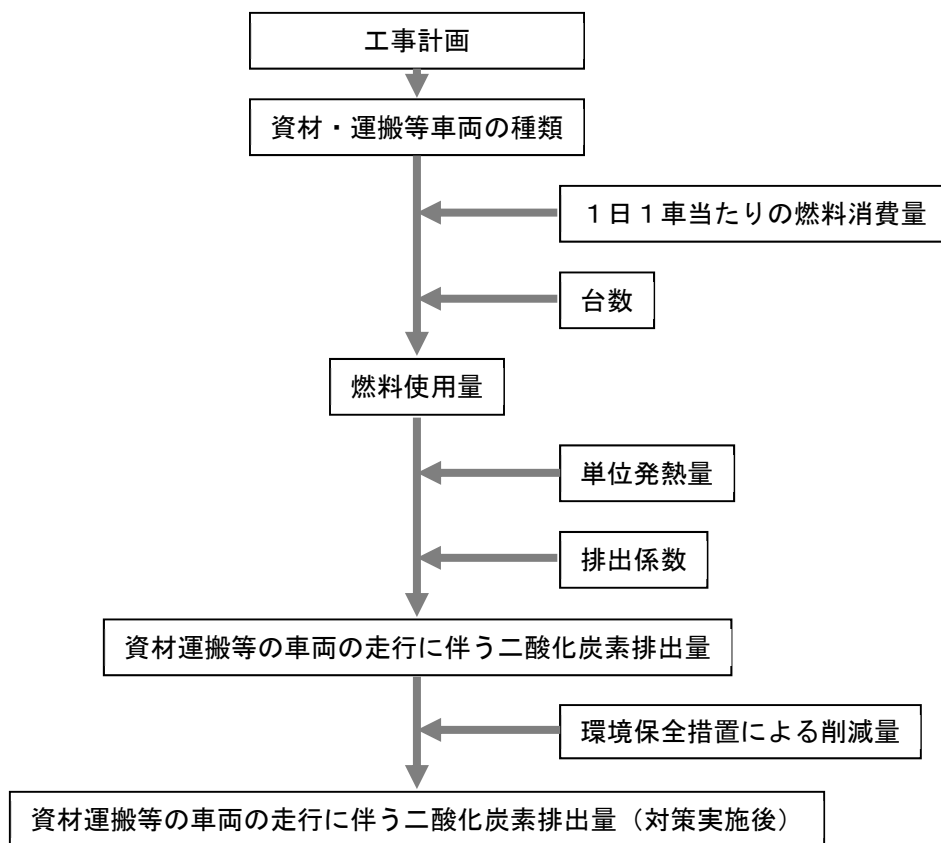 工事計画
資材・運搬等車両の種類
１日１車当たりの燃料消費量
台数
燃料使用量
単位発熱量
排出係数
資材運搬等の車両の走行に伴う二酸化炭素排出量
環境保全措置による削減量
資材運搬等の車両の走行に伴う二酸化炭素排出量（対策実施後）